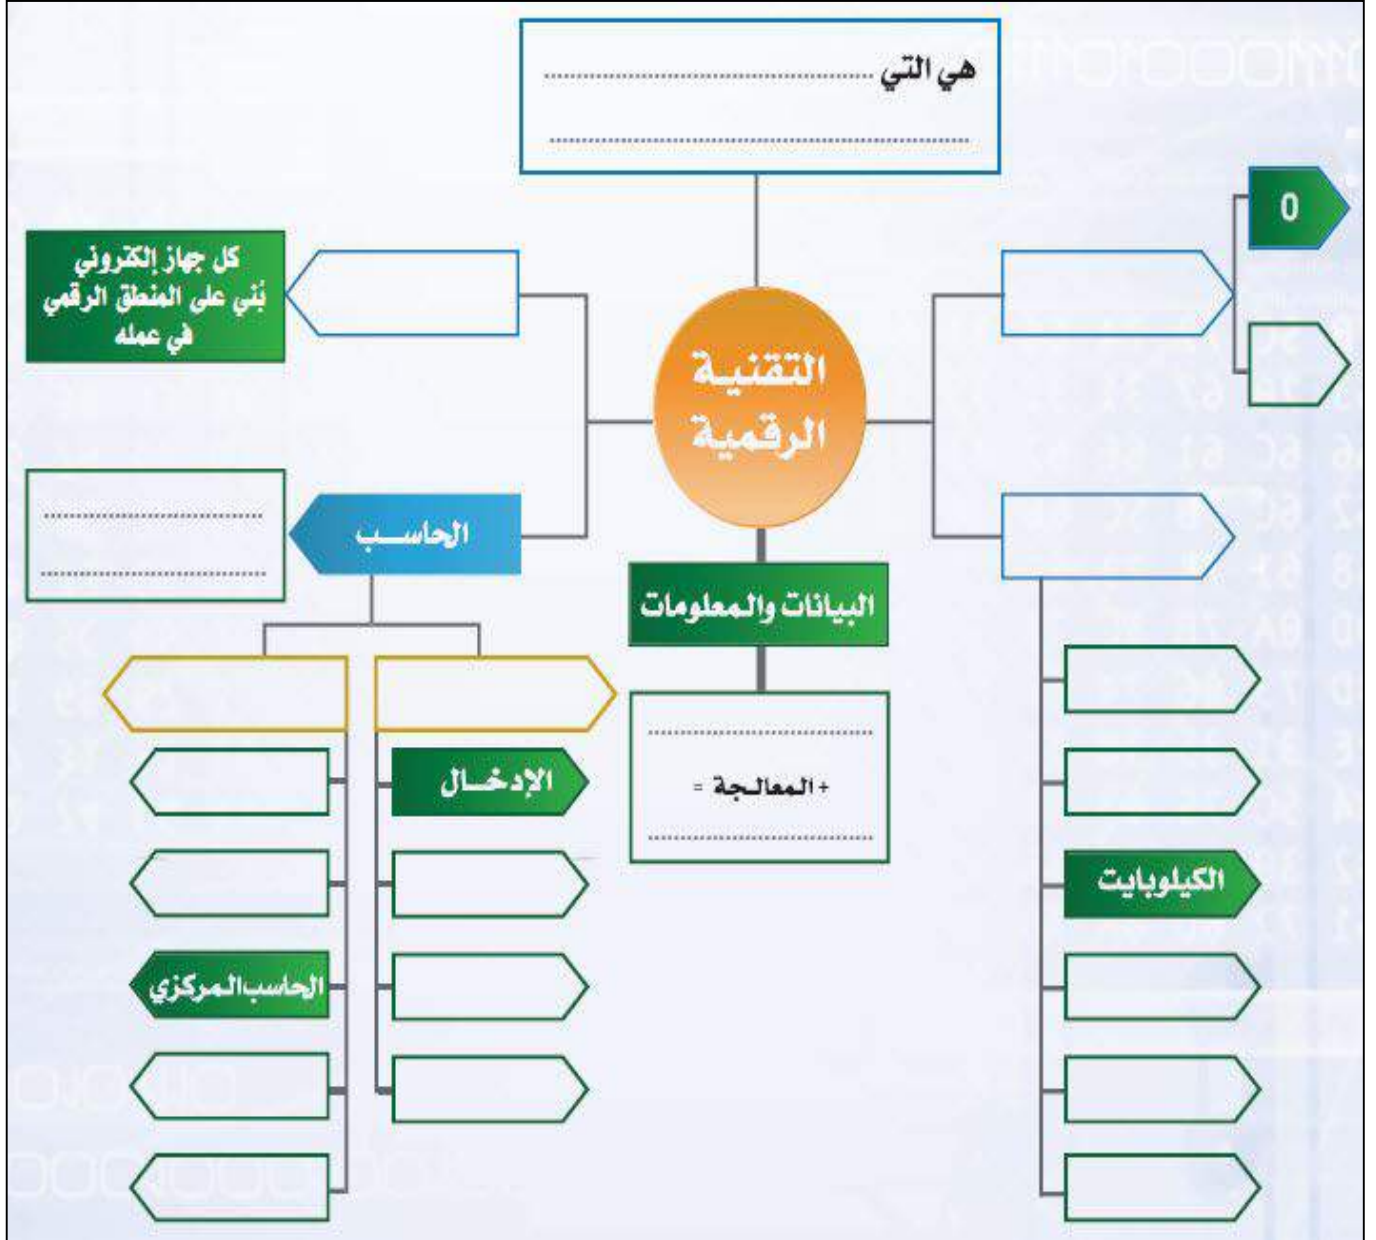 هي التي
0
كل جهاز إلكتروني
بُني على المنطق الرقمي
في عمله
التقنية
الرقمية
الحاسب
البيانات والمعلومات
الإدخال
+ المعالجة =
الكيلوبايت
الحاسب المركزي